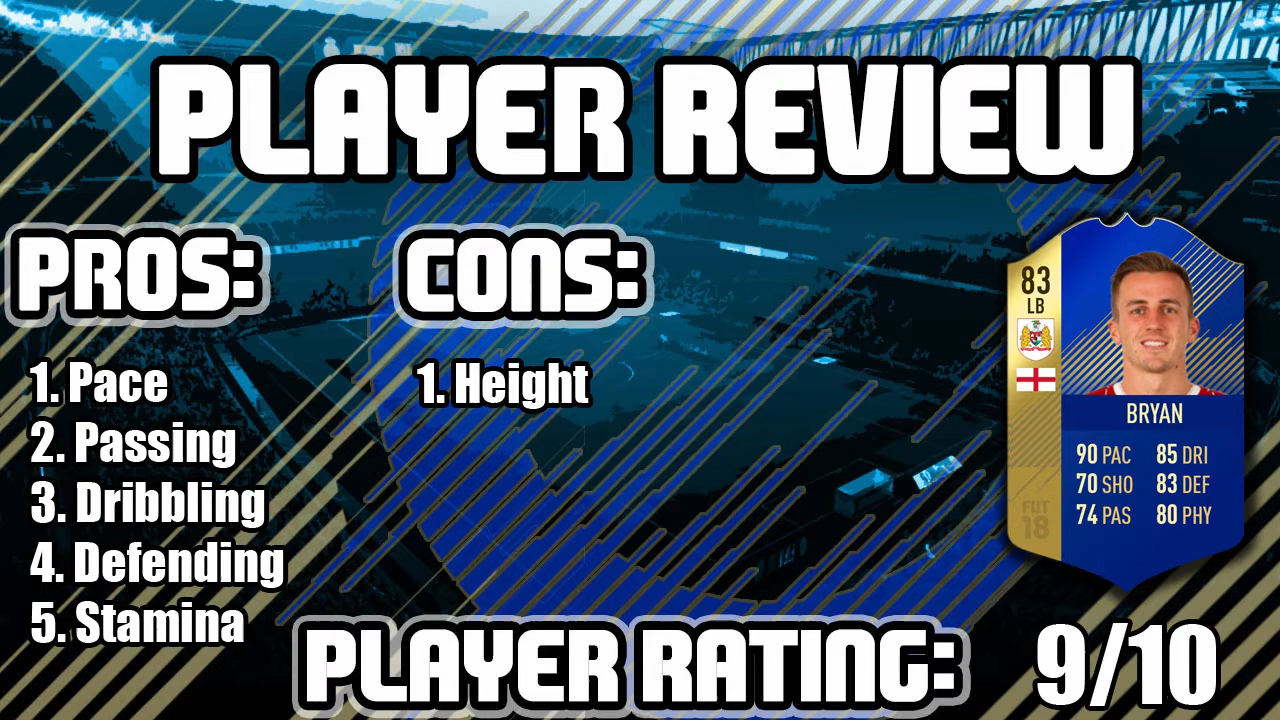 PLAYER REVIEW
PROS:
1. Pace
2. Passing
3. Dribbling
4. Defending
5. Stamina
CONS:
1. Height
83
LB
BRYAN
90 PAC 85 DRI
70 SHO 83 DEF
74 PAS 80 PHY
FUT
18
PLAYER RATING: 9/10